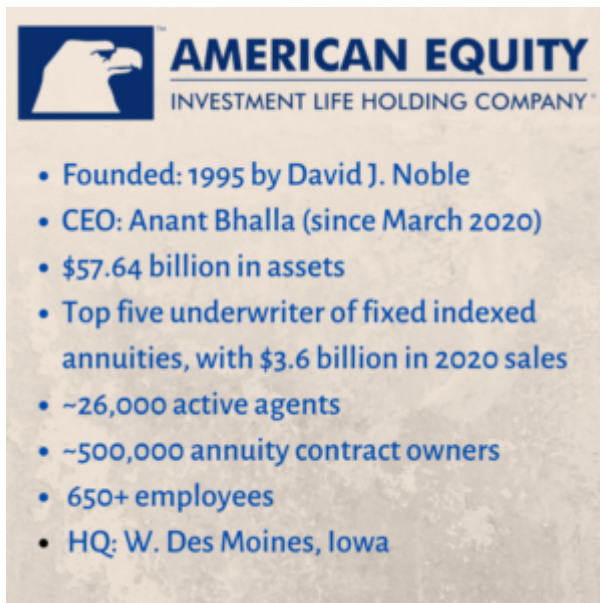 AMERICAN EQUITY™
INVESTMENT LIFE HOLDING COMPANY®
• Founded: 1995 by David J. Noble
• CEO: Anant Bhalla (since March 2020)
• $57.64 billion in assets
• Top five underwriter of fixed indexed
annuities, with $3.6 billion in 2020 sales
• ~26,000 active agents
• ~500,000 annuity contract owners
• 650+ employees
• HQ: W. Des Moines, Iowa